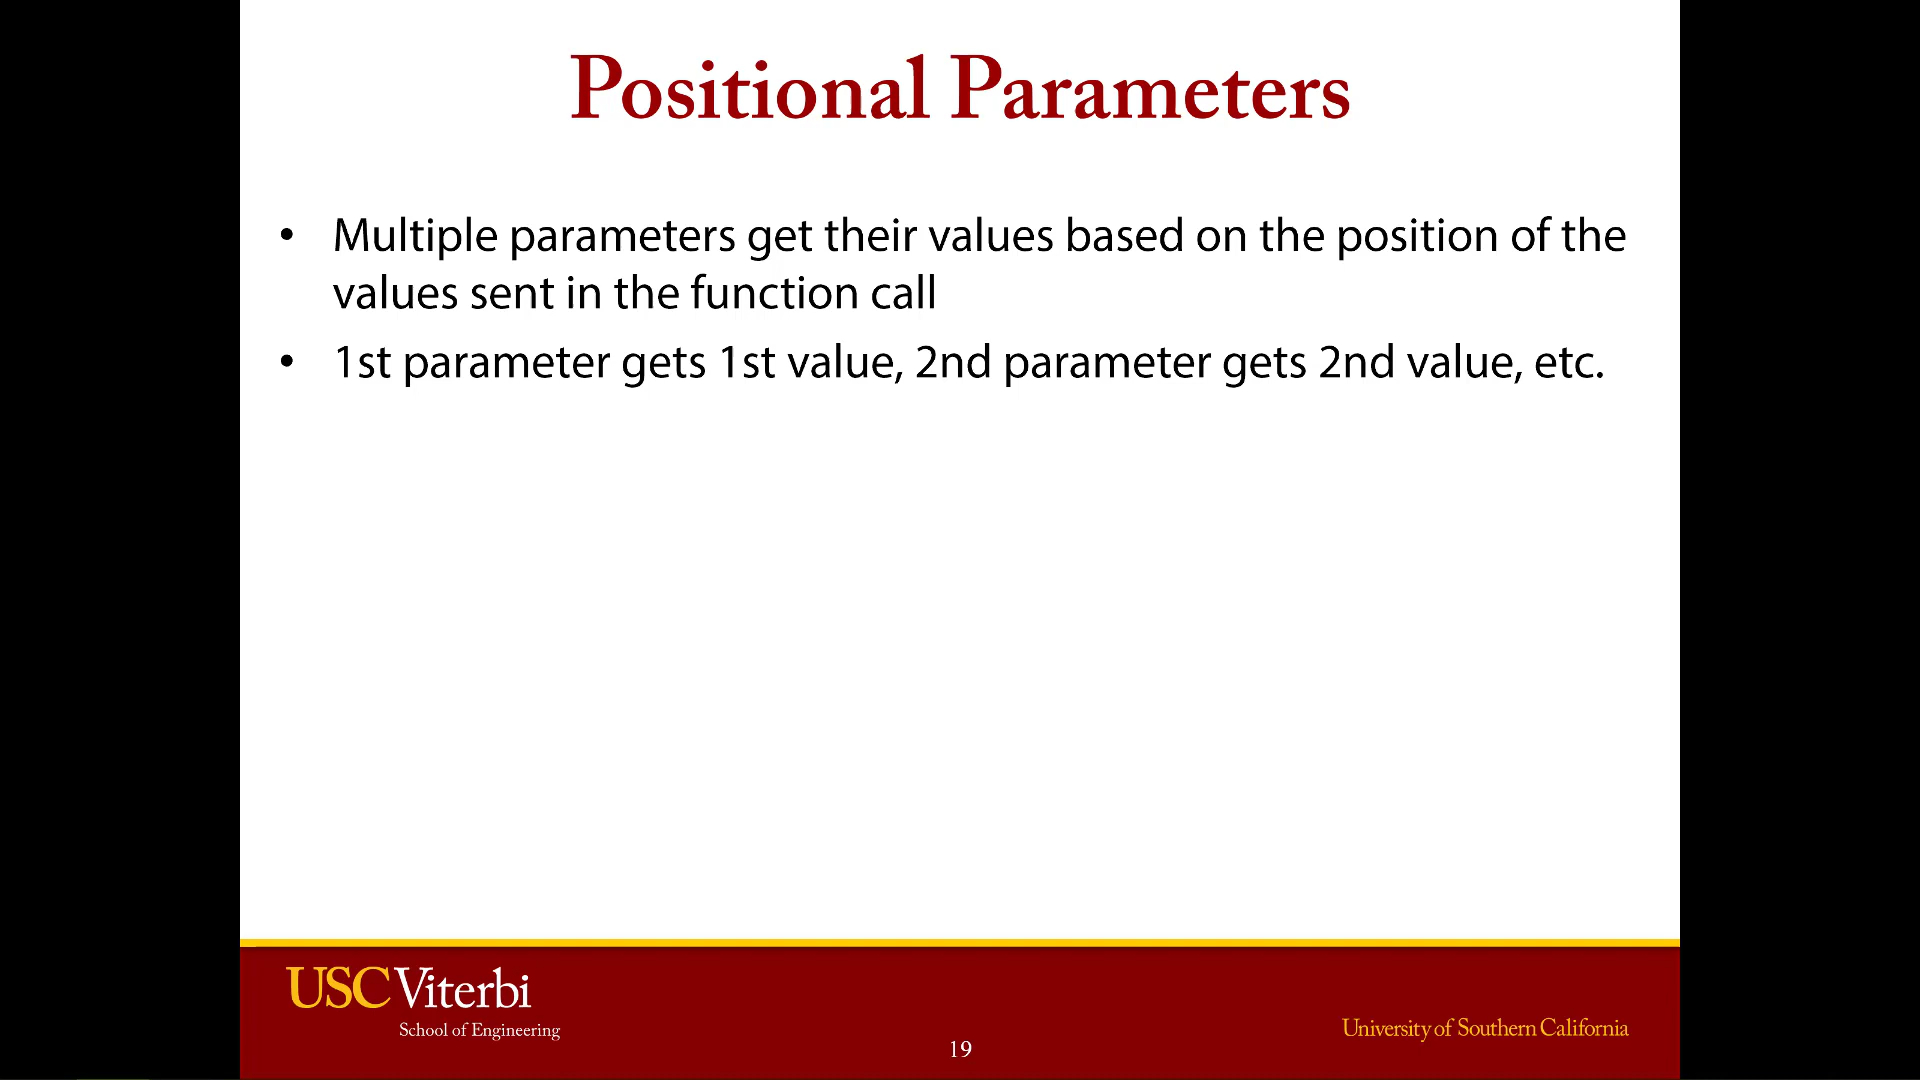 Positional Parameters
• Multiple parameters get their values based on the position of the
values sent in the function call
• 1st parameter gets 1st value, 2nd parameter gets 2nd value, etc.
USC Viterbi
School of Engineering
University of Southern California
19